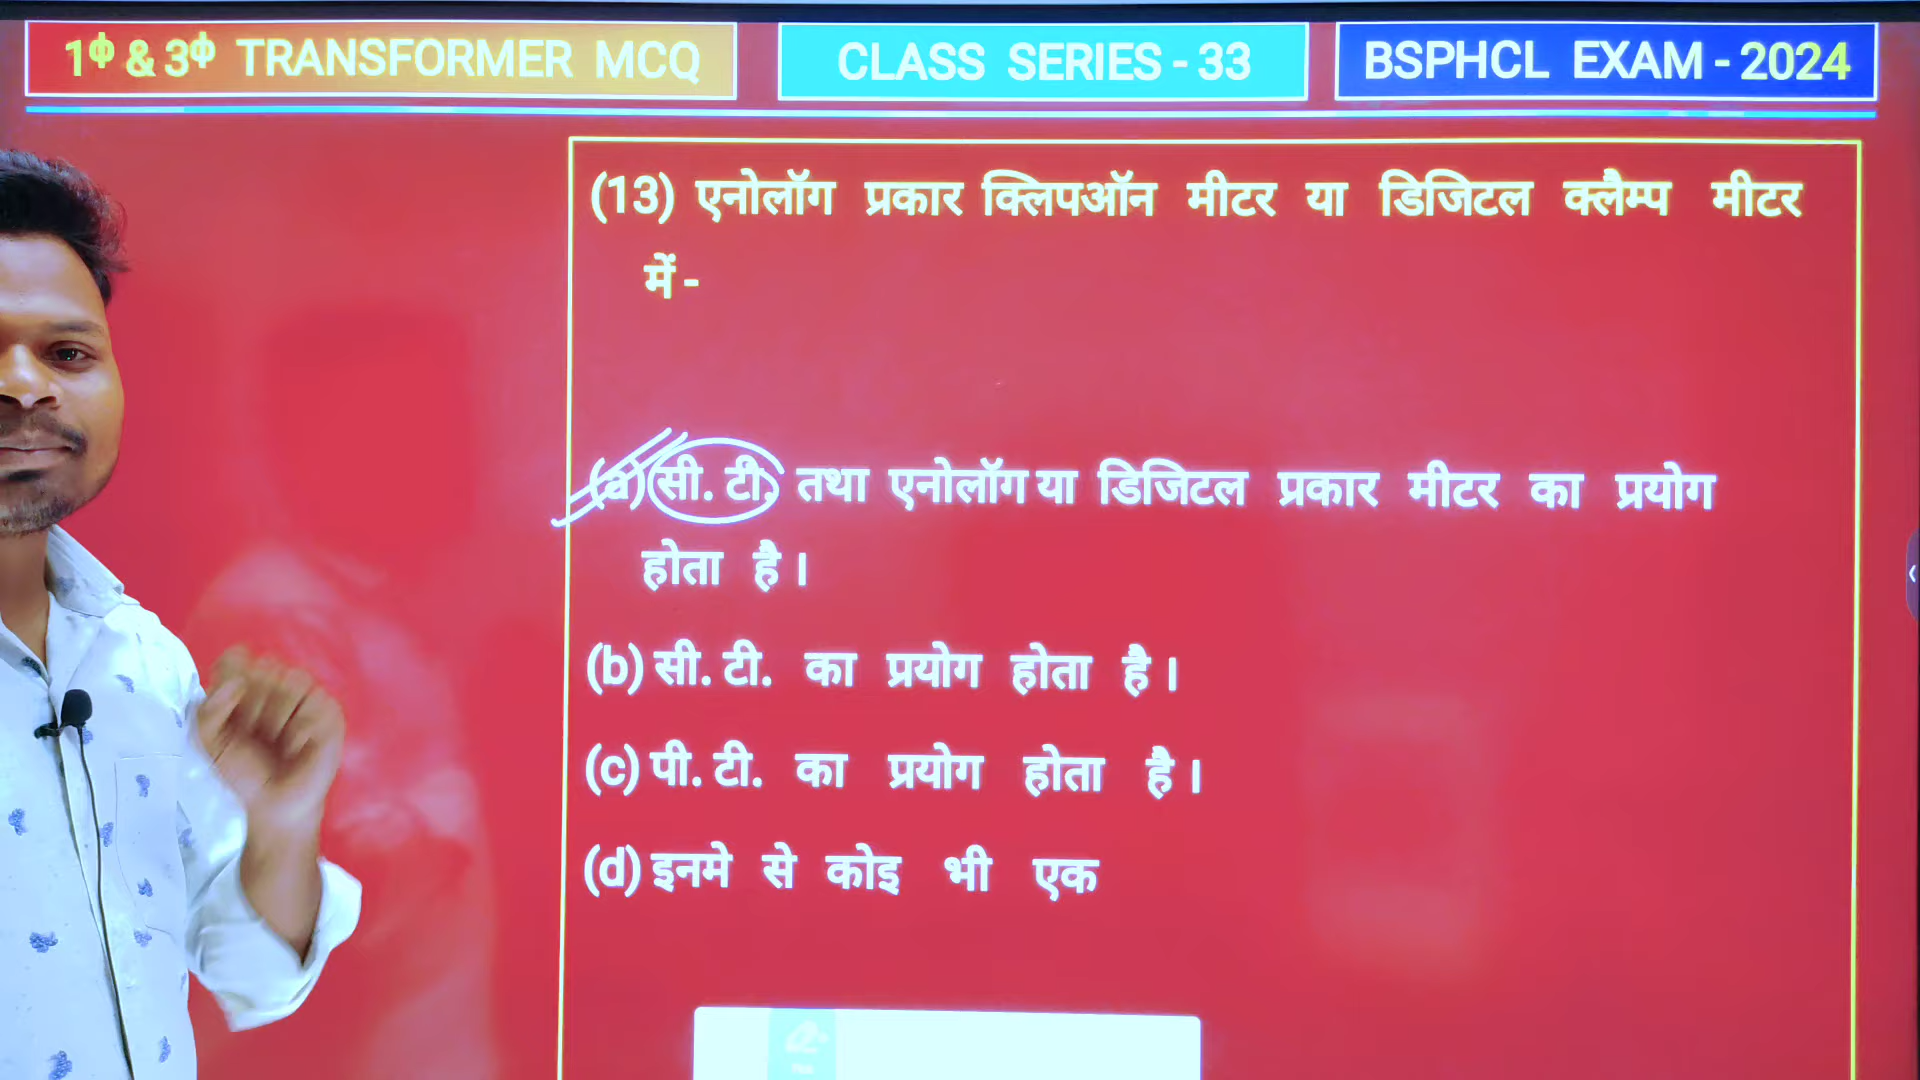 1ϕ & 3ϕ TRANSFORMER MCQ
CLASS SERIES - 33
BSPHCL EXAM - 2024
(13) एनोलॉग प्रकार क्लिपऑन मीटर या डिजिटल क्लैम्प मीटर
में -
(a) सी. टी. तथा एनोलॉग या डिजिटल प्रकार मीटर का प्रयोग
होता है ।
(b) सी. टी. का प्रयोग होता है ।
(c) पी. टी. का प्रयोग होता है ।
(d) इनमे से कोइ भी एक